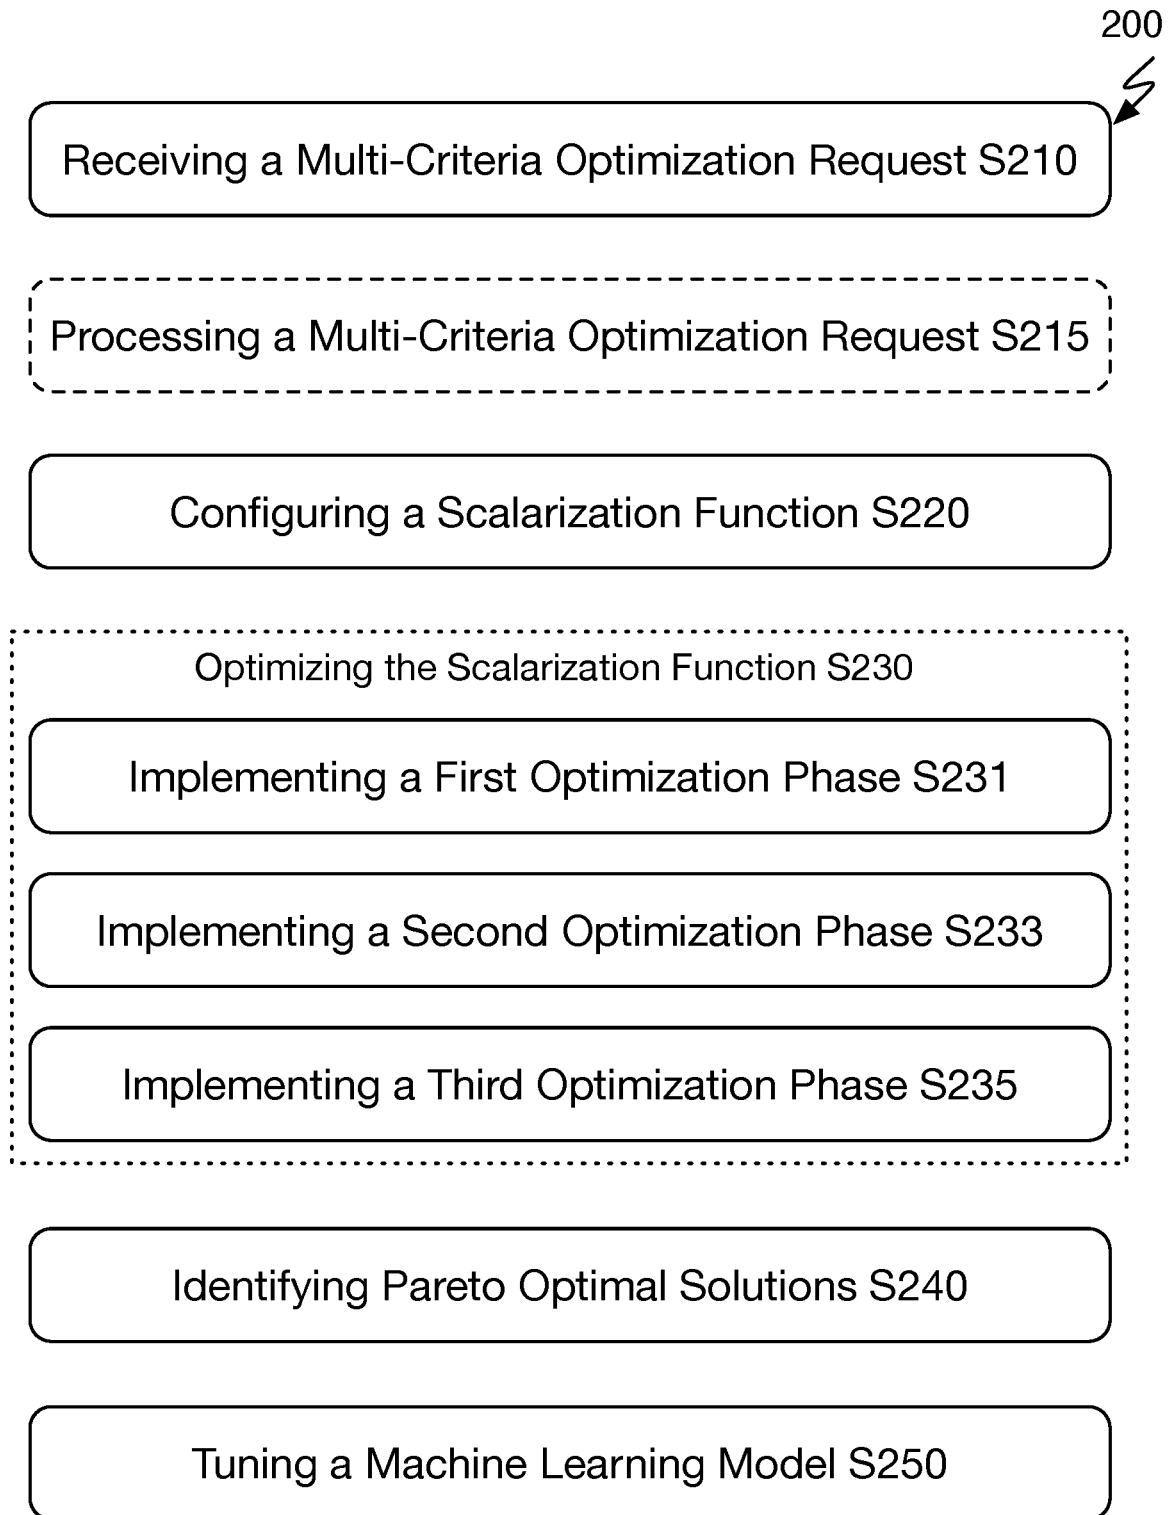 200
Receiving a Multi-Criteria Optimization Request S210
Processing a Multi-Criteria Optimization Request S215
Configuring a Scalarization Function S220
Optimizing the Scalarization Function S230
Implementing a First Optimization Phase S231
Implementing a Second Optimization Phase S233
Implementing a Third Optimization Phase S235
Identifying Pareto Optimal Solutions S240
Tuning a Machine Learning Model S250